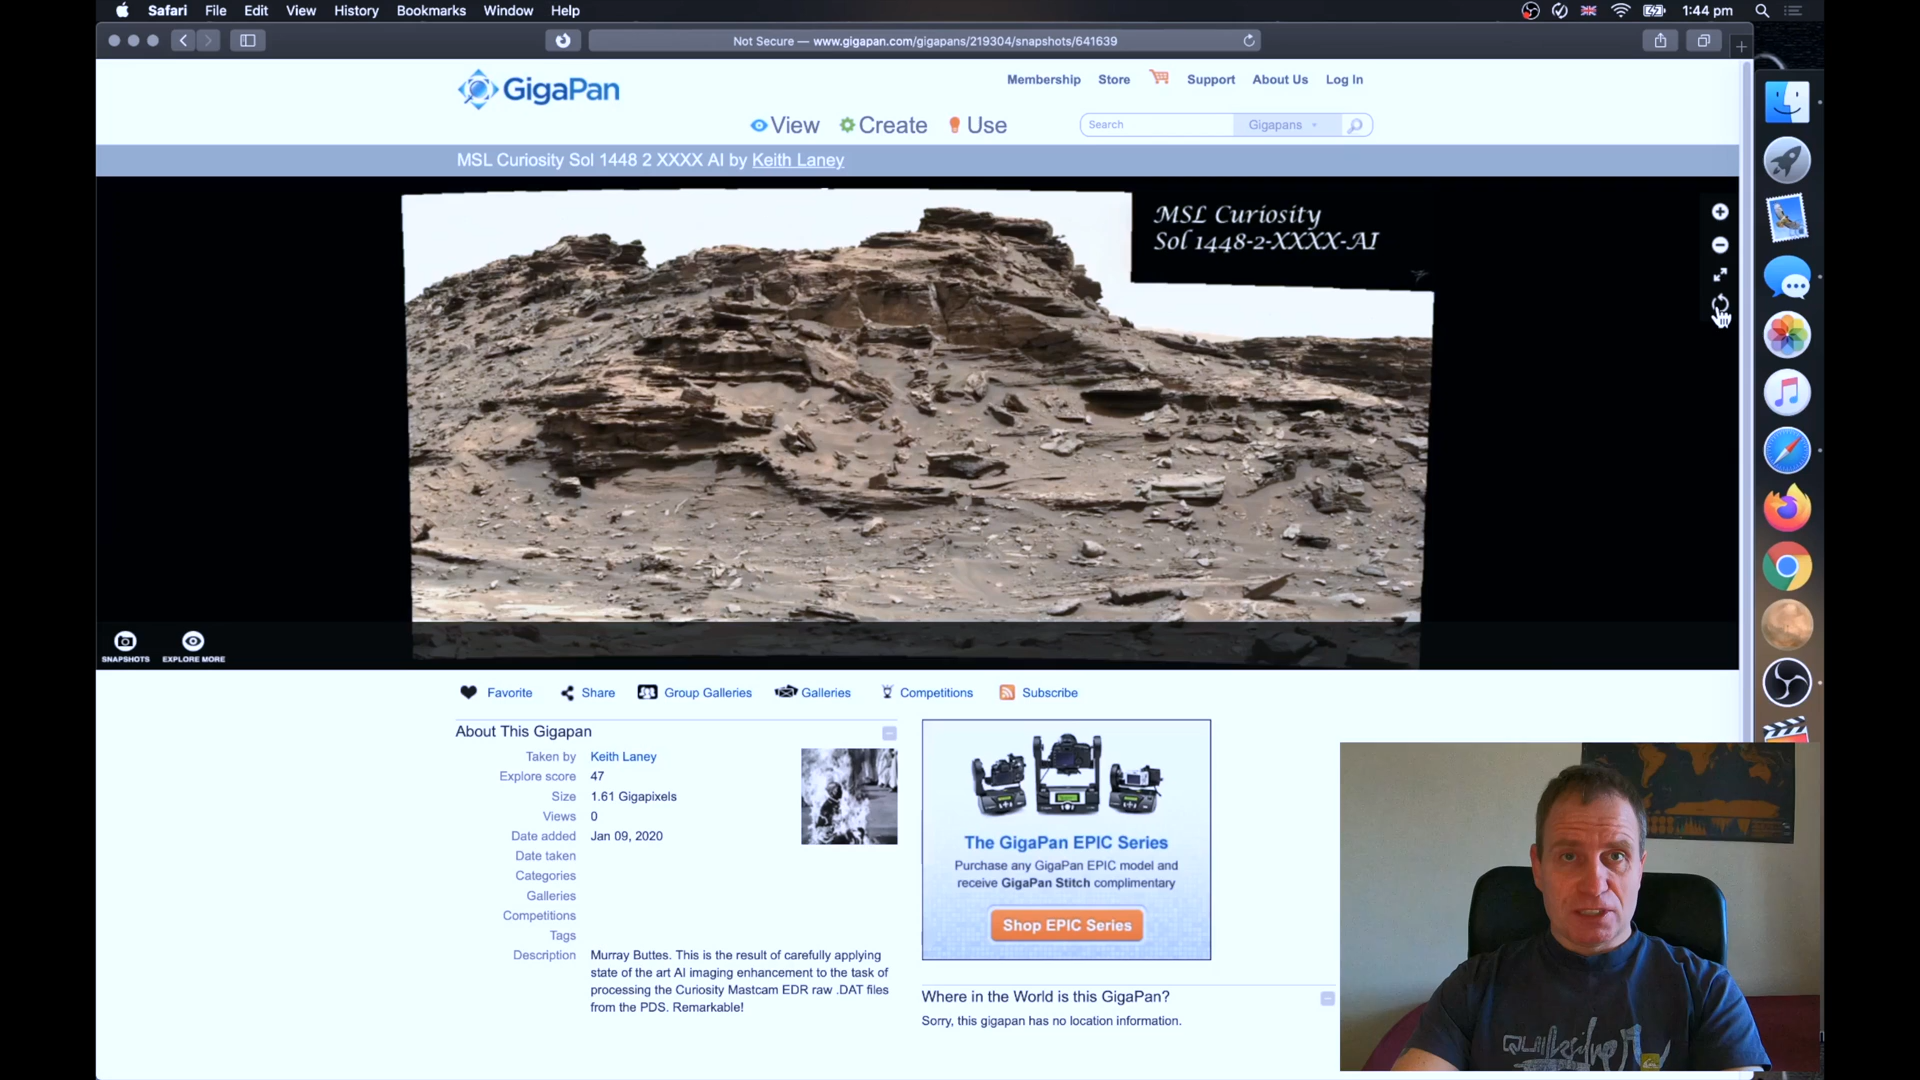 Safari File Edit View History Bookmarks Window Help 1:44 pm
Not Secure — www.gigapan.com/gigapans/219304/snapshots/641639
GigaPan
Membership Store Support About Us Log In
View Create Use
Search Gigapans
MSL Curiosity Sol 1448 2 XXXX AI by Keith Laney
MSL Curiosity
Sol 1448-2-XXXX-AI
SNAPSHOTS EXPLORE MORE
Favorite Share Group Galleries Galleries Competitions Subscribe
About This Gigapan
Taken by Keith Laney
Explore score 47
Size 1.61 Gigapixels
Views 0
Date added Jan 09, 2020
Date taken
Categories
Galleries
Competitions
Tags
Description Murray Buttes. This is the result of carefully applying
state of the art AI imaging enhancement to the task of
processing the Curiosity Mastcam EDR raw .DAT files
from the PDS. Remarkable!
The GigaPan EPIC Series
Purchase any GigaPan EPIC model and
receive GigaPan Stitch complimentary
Shop EPIC Series
Where in the World is this GigaPan?
Sorry, this gigapan has no location information.